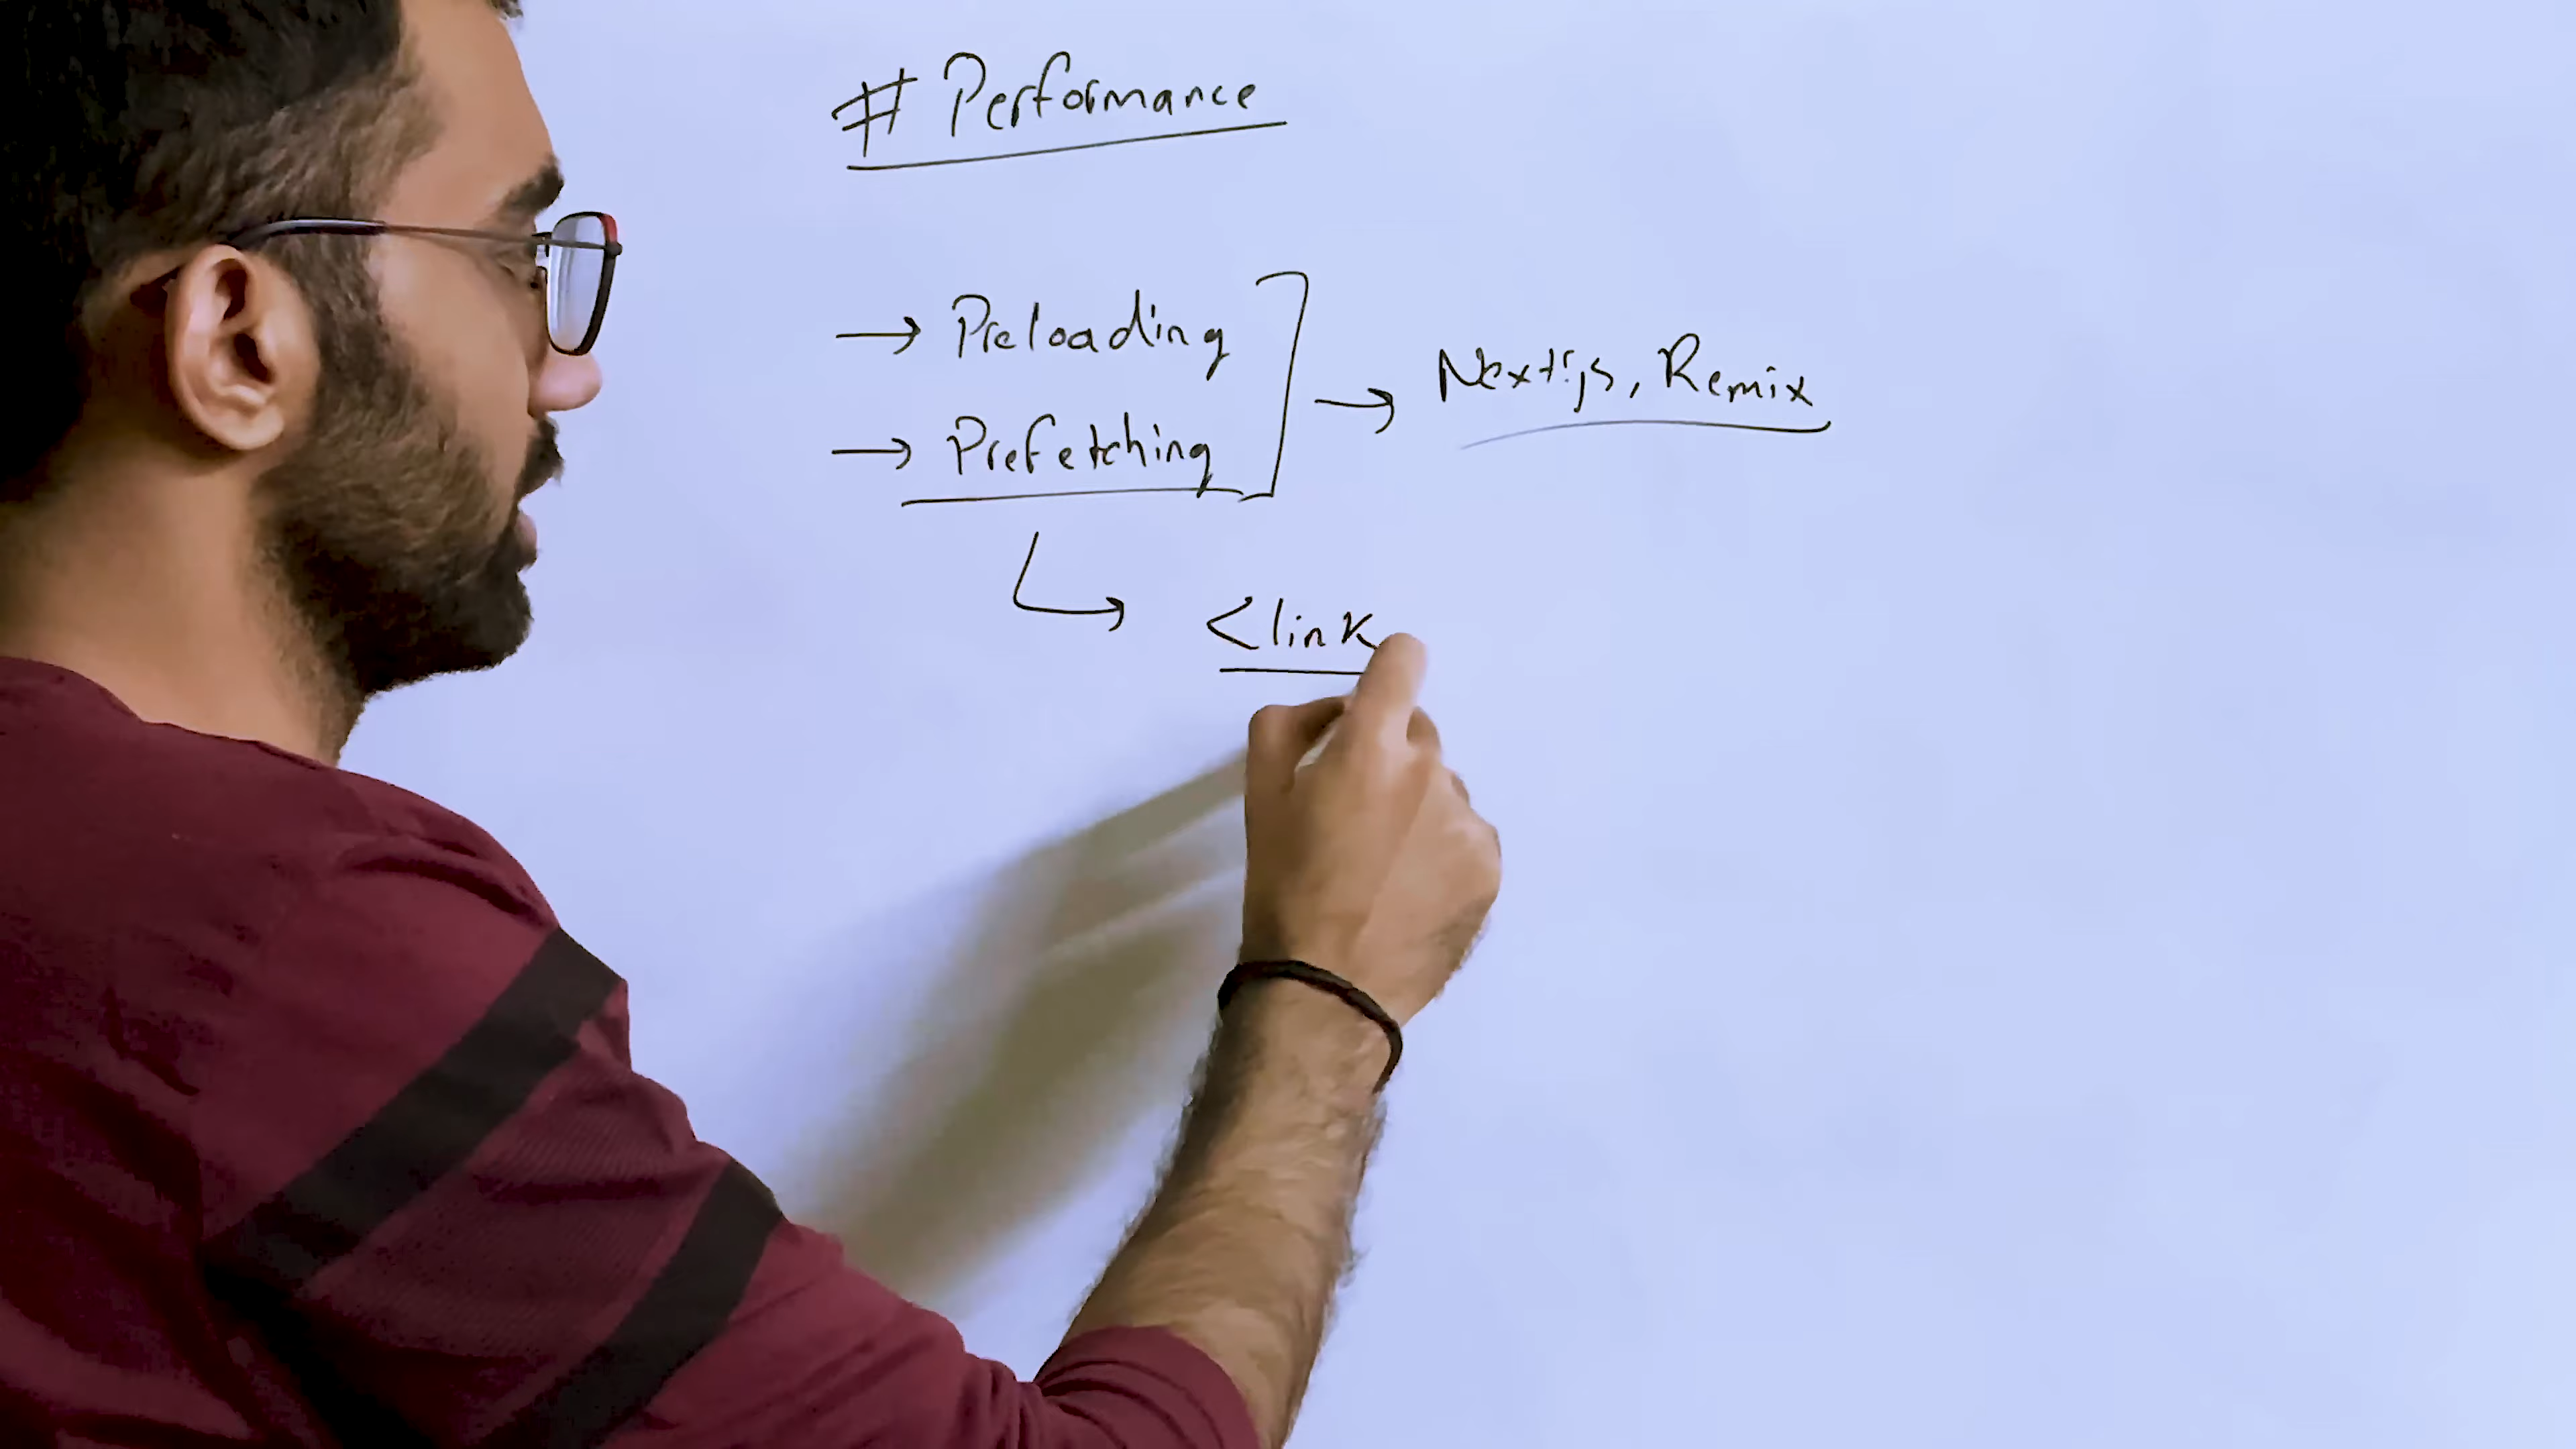 # Performance
→ Preloading
→ Next.js, Remix
→ Prefetching
→ <link